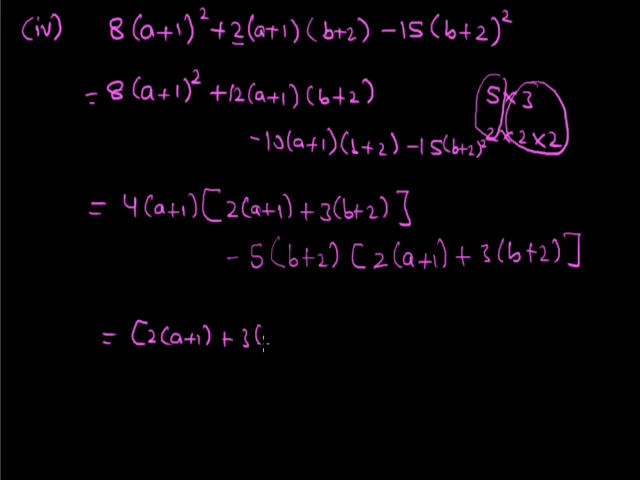 (iv) 8(a+1)² + 2(a+1)(b+2) - 15(b+2)²
= 8(a+1)² + 12(a+1)(b+2)
5 × 3
- 10(a+1)(b+2) - 15(b+2)²
2 × 2 × 2
= 4(a+1)[2(a+1) + 3(b+2)]
- 5(b+2)[2(a+1) + 3(b+2)]
= [2(a+1) + 3(